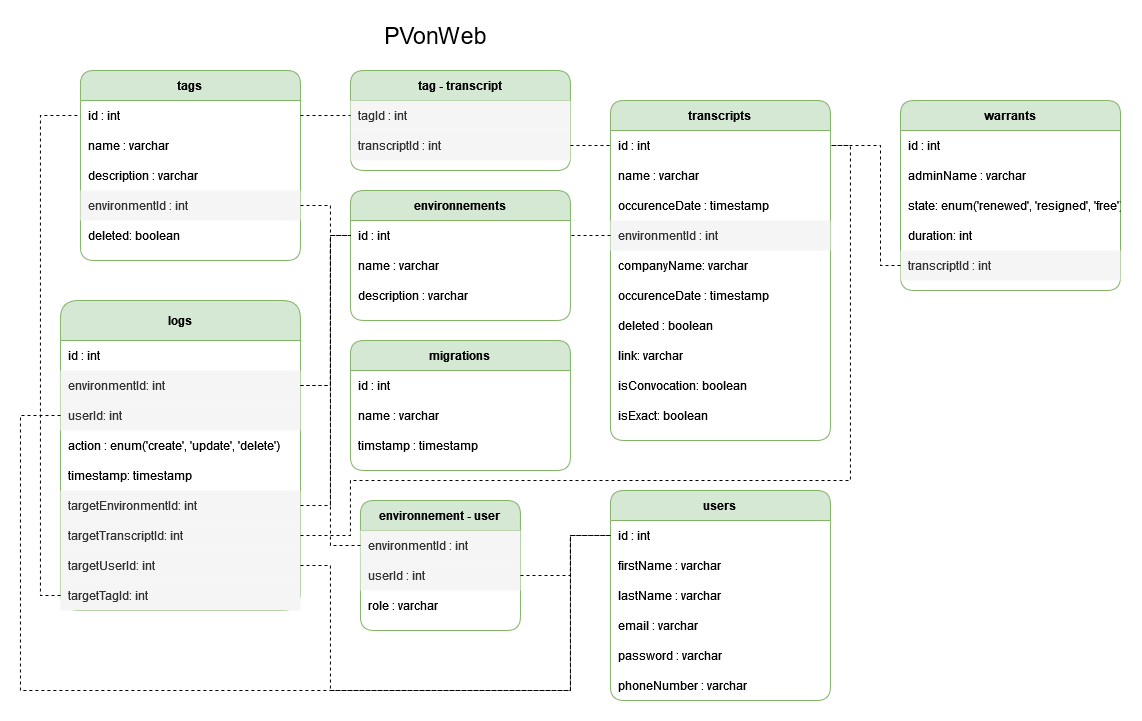 PVonWeb
tags
id : int
name : varchar
description : varchar
environmentId : int
deleted: boolean
tag - transcript
tagId : int
transcriptId : int
transcripts
id : int
name : varchar
occurenceDate : timestamp
environmentId : int
companyName: varchar
occurenceDate : timestamp
deleted : boolean
link: varchar
isConvocation: boolean
isExact: boolean
warrants
id : int
adminName : varchar
state: enum('renewed', 'resigned', 'free')
duration: int
transcriptId : int
environnements
id : int
name : varchar
description : varchar
logs
id : int
environmentId: int
userId: int
action : enum('create', 'update', 'delete')
timestamp: timestamp
targetEnvironmentId: int
targetTranscriptId: int
targetUserId: int
targetTagId: int
migrations
id : int
name : varchar
timstamp : timestamp
environnement - user
environmentId : int
userId : int
role : varchar
users
id : int
firstName : varchar
lastName : varchar
email : varchar
password : varchar
phoneNumber : varchar